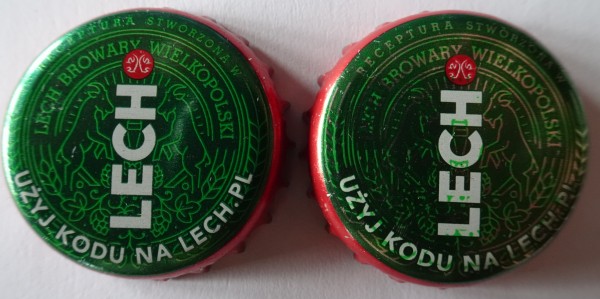 RECEPTURA STWORZONA W
LECH BROWARY WIELKOPOLSKI
LECH
UŻYJ KODU NA LECH.PL
RECEPTURA STWORZONA W
LECH BROWARY WIELKOPOLSKI
LECH
UŻYJ KODU NA LECH.PL